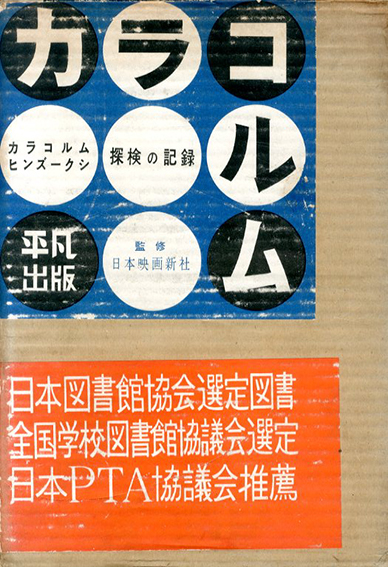 カラコルム
カラコルム
ヒンズークシ
探検の記録
平凡
出版
監修
日本映画新社
日本図書館協会選定図書
全国学校図書館協議会選定
日本PTA協議会推薦